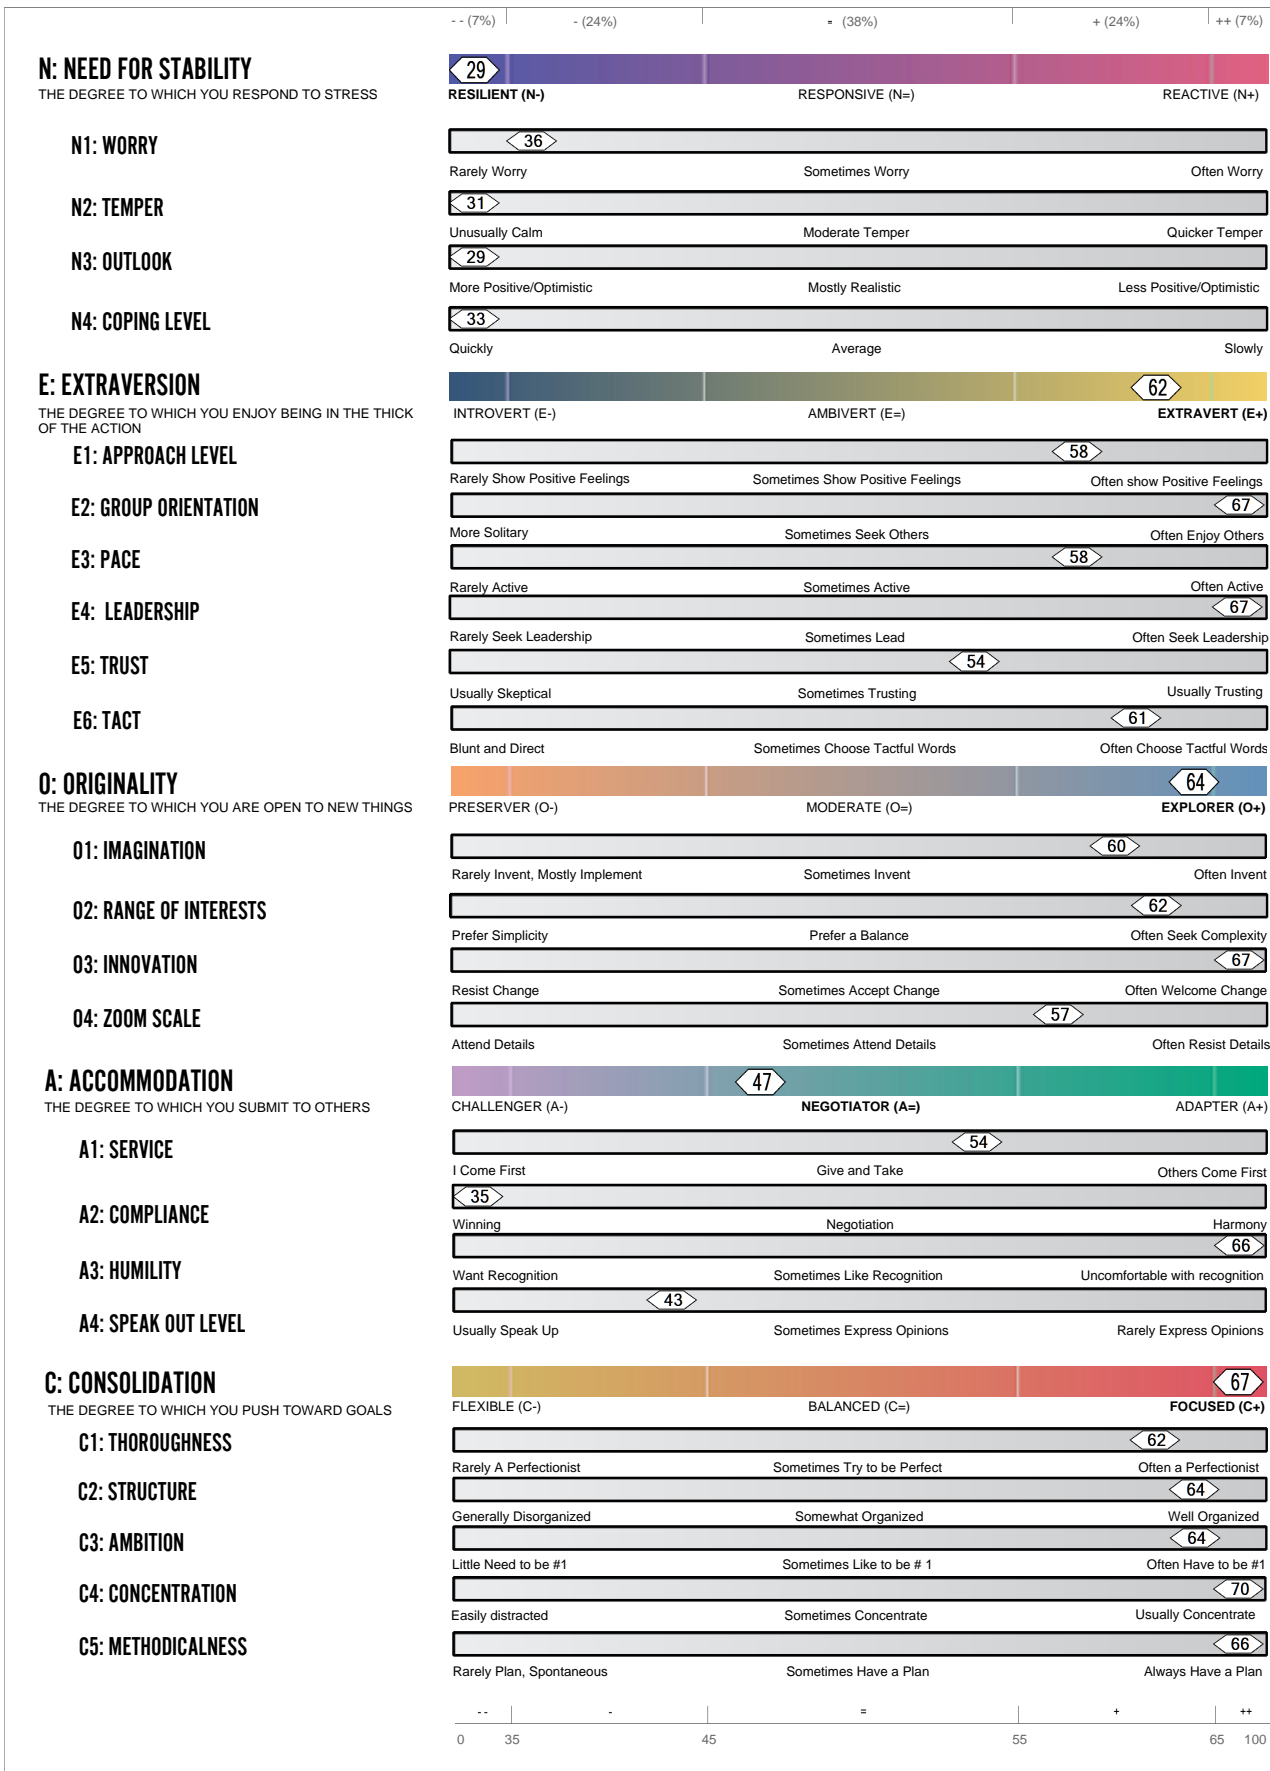 - - (7%) - (24%) = (38%) + (24%) ++ (7%)
N: NEED FOR STABILITY
29
THE DEGREE TO WHICH YOU RESPOND TO STRESS
RESILIENT (N-) RESPONSIVE (N=) REACTIVE (N+)
N1: WORRY
36
Rarely Worry Sometimes Worry Often Worry
N2: TEMPER
31
Unusually Calm Moderate Temper Quicker Temper
N3: OUTLOOK
29
More Positive/Optimistic Mostly Realistic Less Positive/Optimistic
N4: COPING LEVEL
33
Quickly Average Slowly
E: EXTRAVERSION
62
THE DEGREE TO WHICH YOU ENJOY BEING IN THE THICK
OF THE ACTION
INTROVERT (E-) AMBIVERT (E=) EXTRAVERT (E+)
E1: APPROACH LEVEL
58
Rarely Show Positive Feelings Sometimes Show Positive Feelings Often show Positive Feelings
E2: GROUP ORIENTATION
67
More Solitary Sometimes Seek Others Often Enjoy Others
E3: PACE
58
Rarely Active Sometimes Active Often Active
E4: LEADERSHIP
67
Rarely Seek Leadership Sometimes Lead Often Seek Leadership
E5: TRUST
54
Usually Skeptical Sometimes Trusting Usually Trusting
E6: TACT
61
Blunt and Direct Sometimes Choose Tactful Words Often Choose Tactful Words
O: ORIGINALITY
64
THE DEGREE TO WHICH YOU ARE OPEN TO NEW THINGS
PRESERVER (O-) MODERATE (O=) EXPLORER (O+)
O1: IMAGINATION
60
Rarely Invent, Mostly Implement Sometimes Invent Often Invent
O2: RANGE OF INTERESTS
62
Prefer Simplicity Prefer a Balance Often Seek Complexity
O3: INNOVATION
67
Resist Change Sometimes Accept Change Often Welcome Change
O4: ZOOM SCALE
57
Attend Details Sometimes Attend Details Often Resist Details
A: ACCOMMODATION
47
THE DEGREE TO WHICH YOU SUBMIT TO OTHERS
CHALLENGER (A-) NEGOTIATOR (A=) ADAPTER (A+)
A1: SERVICE
54
I Come First Give and Take Others Come First
A2: COMPLIANCE
35
Winning Negotiation Harmony
A3: HUMILITY
66
Want Recognition Sometimes Like Recognition Uncomfortable with recognition
A4: SPEAK OUT LEVEL
43
Usually Speak Up Sometimes Express Opinions Rarely Express Opinions
C: CONSOLIDATION
67
THE DEGREE TO WHICH YOU PUSH TOWARD GOALS
FLEXIBLE (C-) BALANCED (C=) FOCUSED (C+)
C1: THOROUGHNESS
62
Rarely A Perfectionist Sometimes Try to be Perfect Often a Perfectionist
C2: STRUCTURE
64
Generally Disorganized Somewhat Organized Well Organized
C3: AMBITION
64
Little Need to be #1 Sometimes Like to be # 1 Often Have to be #1
C4: CONCENTRATION
70
Easily distracted Sometimes Concentrate Usually Concentrate
C5: METHODICALNESS
66
Rarely Plan, Spontaneous Sometimes Have a Plan Always Have a Plan
- - - = + ++
0 35 45 55 65 100